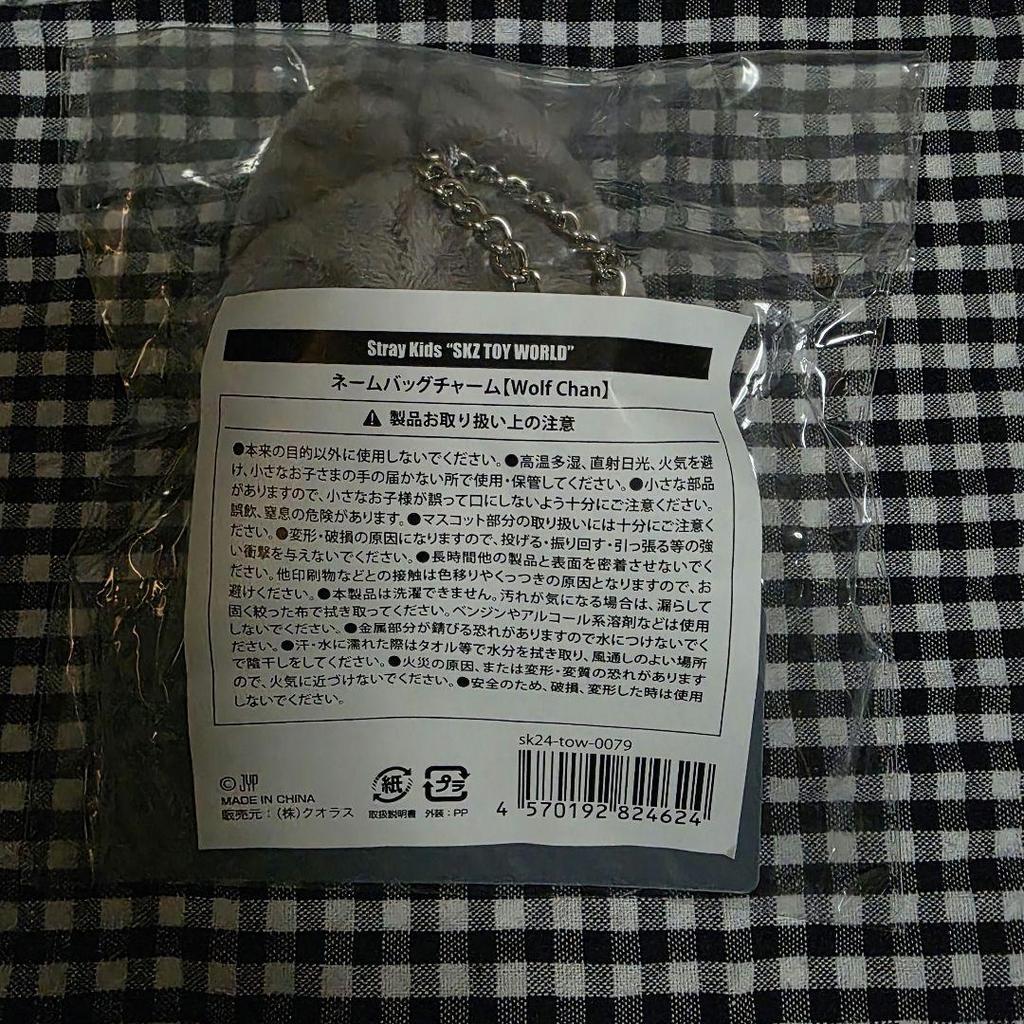 Stray Kids "SKZ TOY WORLD"
ネームバッグチャーム【Wolf Chan】
⚠ 製品お取り扱い上の注意
●本来の目的以外に使用しないでください。●高温多湿、直射日光、火気を避
け、小さなお子さまの手の届かない所で使用・保管してください。●小さな部品
がありますので、小さなお子様が誤って口にしないよう十分にご注意ください。
誤飲、窒息の危険があります。●マスコット部分の取り扱いには十分にご注意く
ださい。●変形・破損の原因になりますので、投げる・振り回す・引っ張る等の強
い衝撃を与えないでください。●長時間他の製品と表面を密着させないでくだ
さい。他印刷物などとの接触は色移りやくっつきの原因となりますので、お
避けください。●本製品は洗濯できません。汚れが気になる場合は、濡らして
固く絞った布で拭き取ってください。ベンジンやアルコール系溶剤などは使用
しないでください。●金属部分が錆びる恐れがありますので水につけないでく
ださい。●汗・水に濡れた際はタオル等で水分を拭き取り、風通しのよい場所
で陰干しをしてください。●火災の原因、または変形・変質の恐れがあります
ので、火気に近づけないでください。●安全のため、破損、変形した時は使用
しないでください。
sk24-tow-0079
© JYP
MADE IN CHINA
販売元：(株)クオラス
紙
取扱説明書
プラ
外装：PP
4 570192 824624